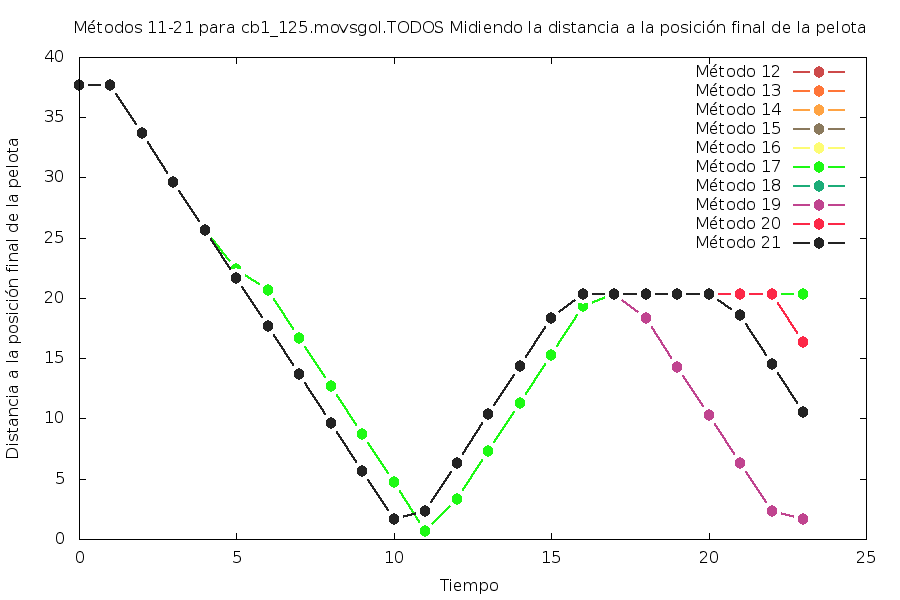 Métodos 11-21 para cb1_125.movsgol.TODOS Midiendo la distancia a la posición final de la pelota
Distancia a la posición final de la pelota
40
35
30
25
20
15
10
5
0
Método 12
Método 13
Método 14
Método 15
Método 16
Método 17
Método 18
Método 19
Método 20
Método 21
0 5 10 15 20 25
Tiempo